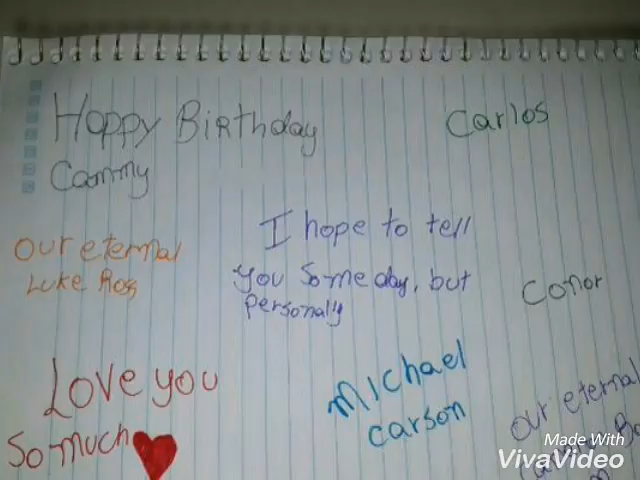 Happy Birthday
Cammy
Carlos
Our eternal
Luke Ross
I hope to tell
you someday, but
personally
Conor
Love you
so much
Michael
Carson
our eternal
Made With
VivaVideo